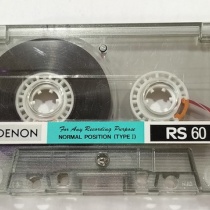 DENON
For Any Recording Purpose
NORMAL POSITION (TYPE I)
RS 60